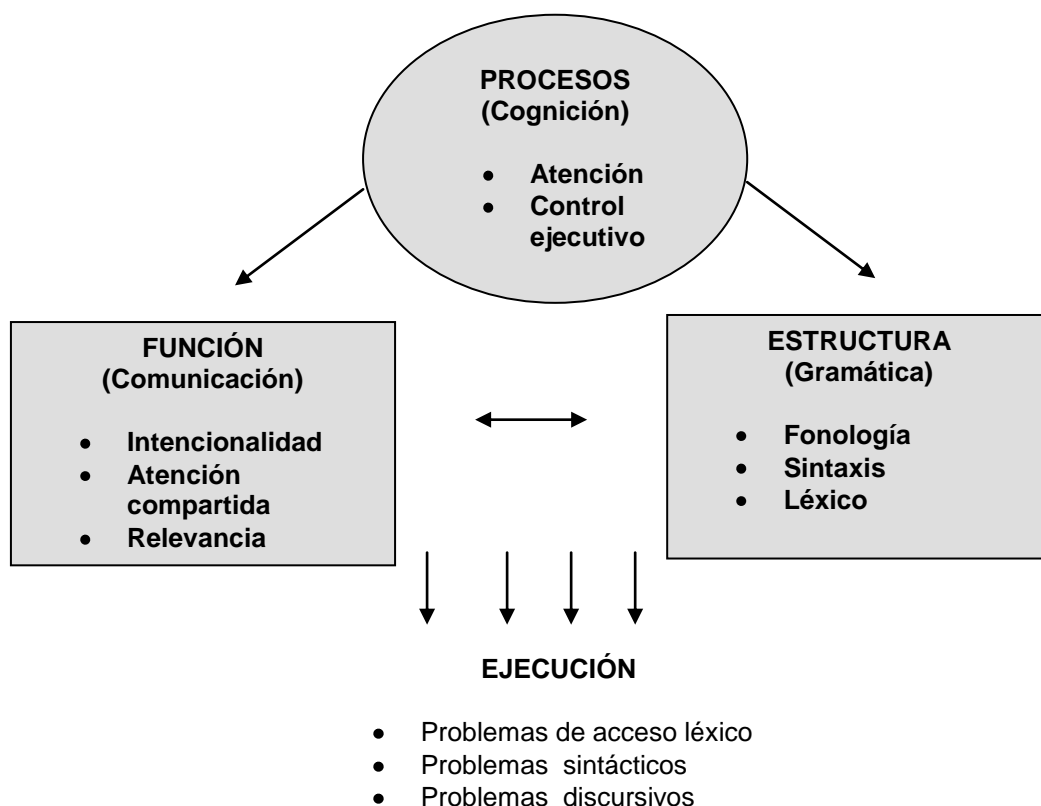 PROCESOS
(Cognición)
• Atención
• Control
ejecutivo
FUNCIÓN
(Comunicación)
• Intencionalidad
• Atención
compartida
• Relevancia
ESTRUCTURA
(Gramática)
• Fonología
• Sintaxis
• Léxico
EJECUCIÓN
• Problemas de acceso léxico
• Problemas sintácticos
• Problemas discursivos